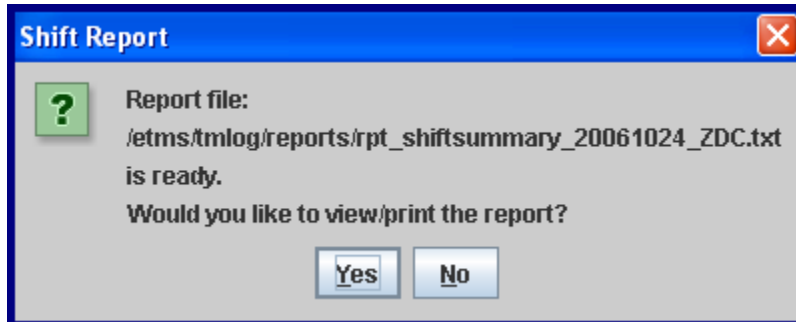 Shift Report
Report file:
/etms/tmlog/reports/rpt_shiftsummary_20061024_ZDC.txt
is ready.
Would you like to view/print the report?
Yes No